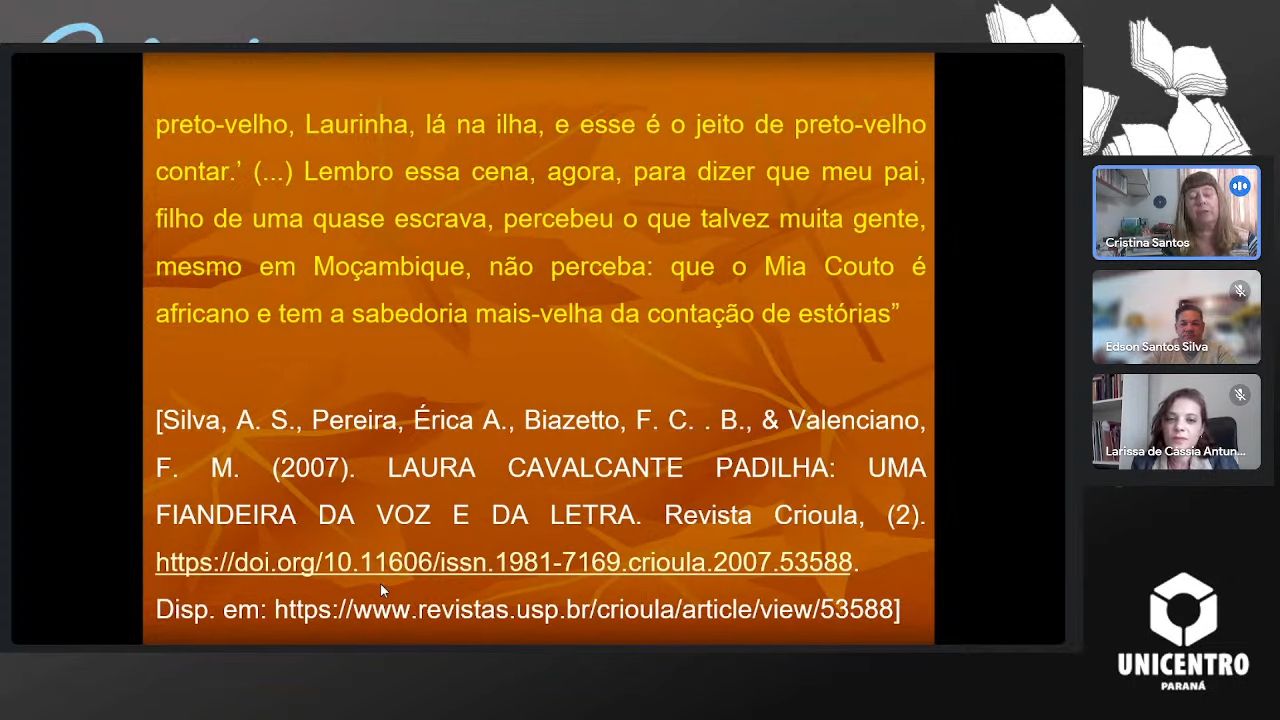 preto-velho, Laurinha, lá na ilha, e esse é o jeito de preto-velho
contar.’ (...) Lembro essa cena, agora, para dizer que meu pai,
filho de uma quase escrava, percebeu o que talvez muita gente,
mesmo em Moçambique, não perceba: que o Mia Couto é
africano e tem a sabedoria mais-velha da contação de estórias”
[Silva, A. S., Pereira, Érica A., Biazetto, F. C. . B., & Valenciano,
F. M. (2007). LAURA CAVALCANTE PADILHA: UMA
FIANDEIRA DA VOZ E DA LETRA. Revista Crioula, (2).
https://doi.org/10.11606/issn.1981-7169.crioula.2007.53588.
Disp. em: https://www.revistas.usp.br/crioula/article/view/53588]
Cristina Santos
Edson Santos Silva
Larissa de Cássia Antun...
UNICENTRO
PARANÁ